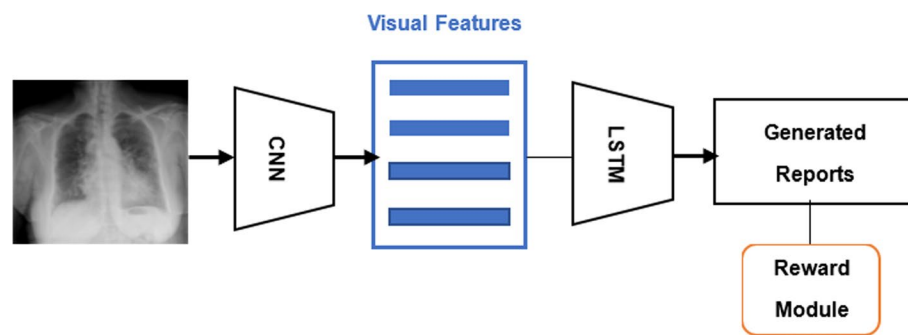 Visual Features
CNN
LSTM
Generated
Reports
Reward
Module